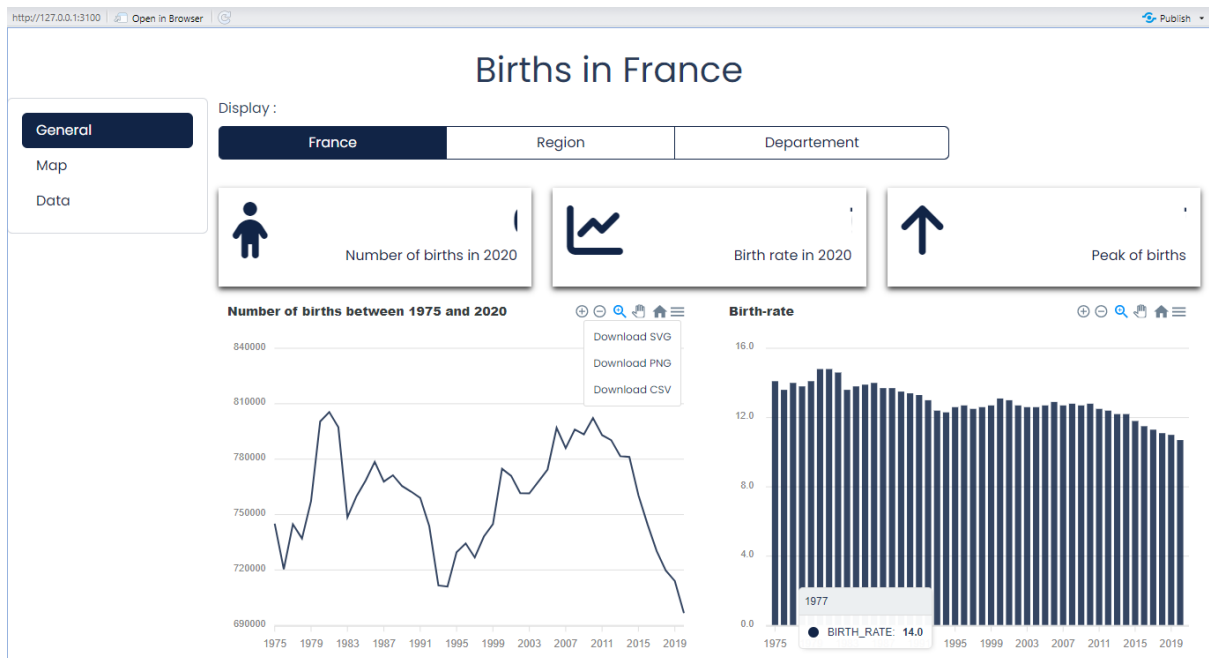 http://127.0.0.1:3100 Open in Browser Publish
Births in France
General
Map
Data
Display :
France Region Departement
Number of births in 2020
Birth rate in 2020
Peak of births
Number of births between 1975 and 2020
Download SVG
Download PNG
Download CSV
840000
810000
780000
750000
720000
690000
1975 1979 1983 1987 1991 1995 1999 2003 2007 2011 2015 2019
Birth-rate
16.0
12.0
8.0
4.0
0.0
1977
BIRTH_RATE: 14.0
1975 1995 1999 2003 2007 2011 2015 2019